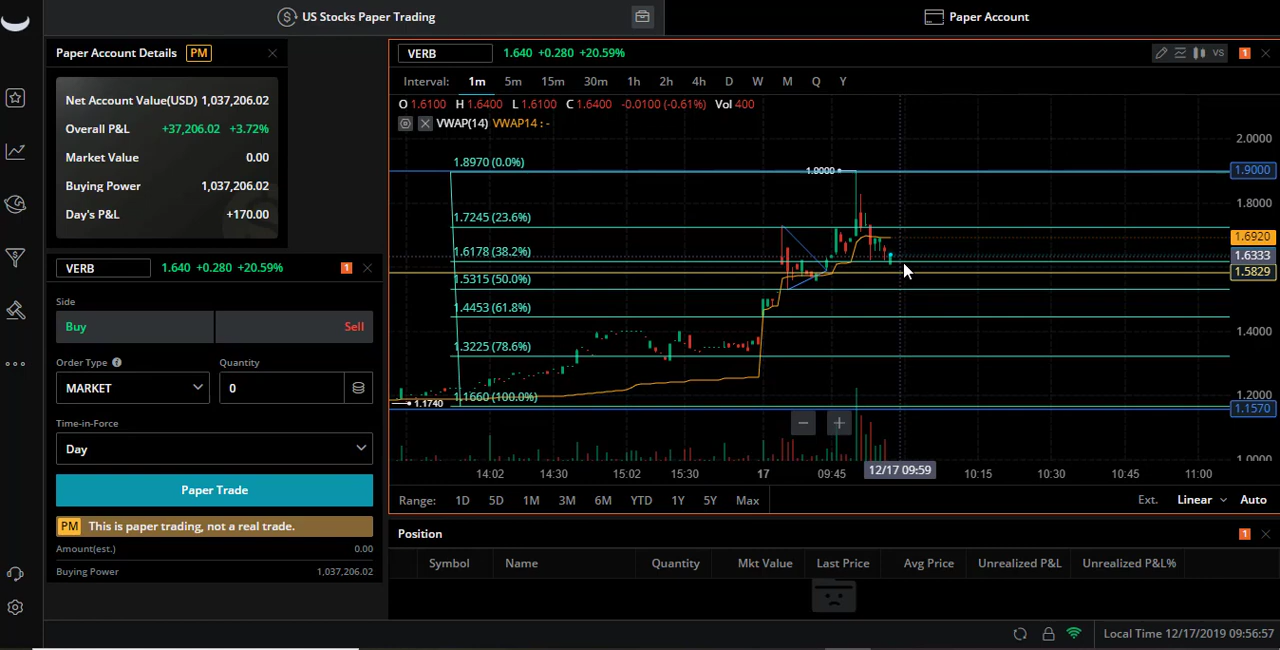 US Stocks Paper Trading
Paper Account
Paper Account Details PM
Net Account Value(USD) 1,037,206.02
Overall P&L +37,206.02 +3.72%
Market Value 0.00
Buying Power 1,037,206.02
Day's P&L +170.00
VERB 1.640 +0.280 +20.59% 1
Side
Buy Sell
Order Type Quantity
MARKET 0
Time-in-Force
Day
Paper Trade
PM This is paper trading, not a real trade.
Amount(est.) 0.00
Buying Power 1,037,206.02
VERB 1.640 +0.280 +20.59% VS 1
Interval: 1m 5m 15m 30m 1h 2h 4h D W M Q Y
O 1.6100 H 1.6400 L 1.6100 C 1.6400 -0.0100 (-0.61%) Vol 400
VWAP(14) VWAP14 : -
2.0000
1.8970 (0.0%)
1.9000
1.9000
1.8000
1.7245 (23.6%)
1.6920
1.6178 (38.2%)
1.6333
1.5829
1.5315 (50.0%)
1.4453 (61.8%)
1.4000
1.3225 (78.6%)
1.1660 (100.0%)
1.2000
1.1740
1.1570
1.0000
14:02 14:30 15:02 15:30 17 09:45 12/17 09:59 10:15 10:30 10:45 11:00
Range: 1D 5D 1M 3M 6M YTD 1Y 5Y Max Ext. Linear Auto
Position 1
Symbol Name Quantity Mkt Value Last Price Avg Price Unrealized P&L Unrealized P&L%
Local Time 12/17/2019 09:56:57